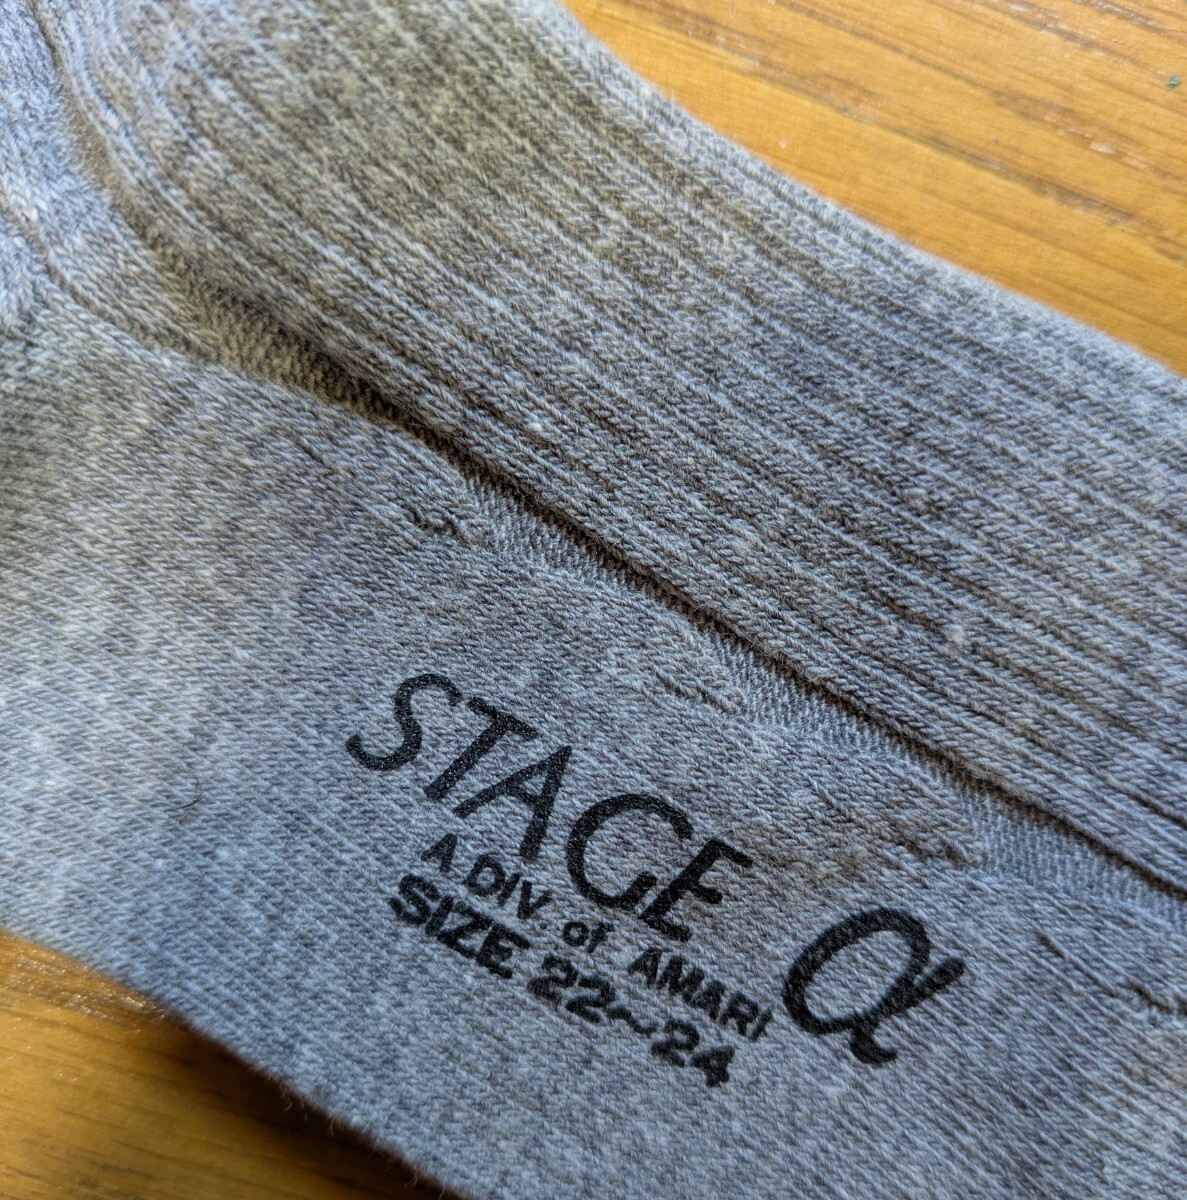 STAGE α
A DIV. of. AMARI
SIZE 22~24